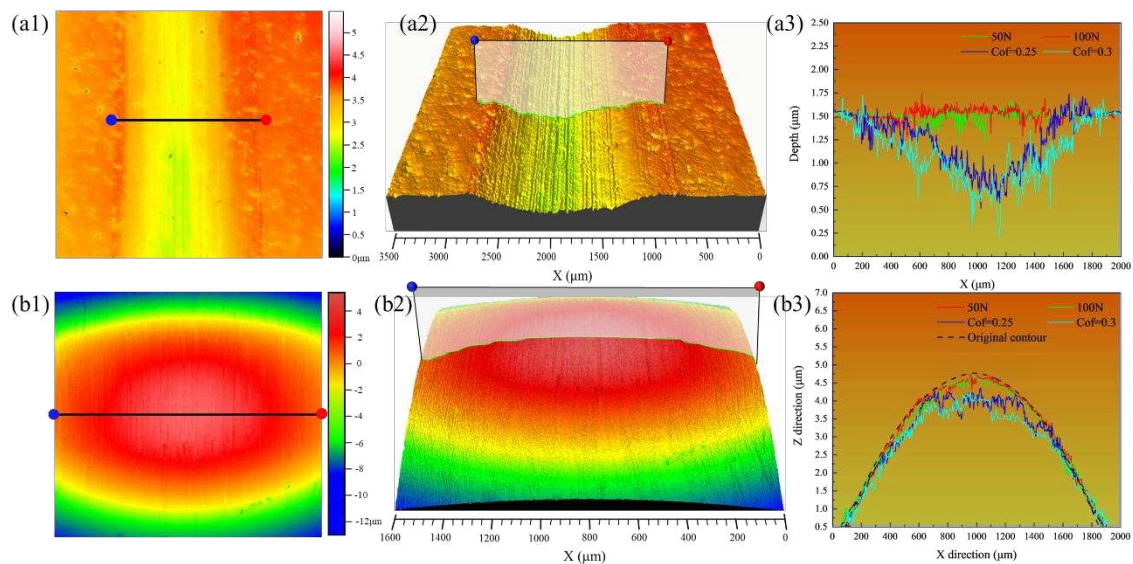 (a1)
5
4.5
4
3.5
3
2.5
2
1.5
1
0.5
0μm
(a2)
3500 3000 2500 2000 1500 1000 500 0
X (μm)
(a3)
2.50
2.25
2.00
1.75
1.50
1.25
1.00
0.75
0.50
0.25
0.00
Depth (μm)
50N 100N
Cof=0.25 Cof=0.3
0 200 400 600 800 1000 1200 1400 1600 1800 2000
X (μm)
(b1)
4
2
0
-2
-4
-6
-8
-10
-12μm
(b2)
1600 1400 1200 1000 800 600 400 200 0
X (μm)
(b3)
7.0
6.5
6.0
5.5
5.0
4.5
4.0
3.5
3.0
2.5
2.0
1.5
1.0
0.5
Z direction (μm)
50N 100N
Cof=0.25 Cof=0.3
Original contour
0 200 400 600 800 1000 1200 1400 1600 1800 2000
X direction (μm)